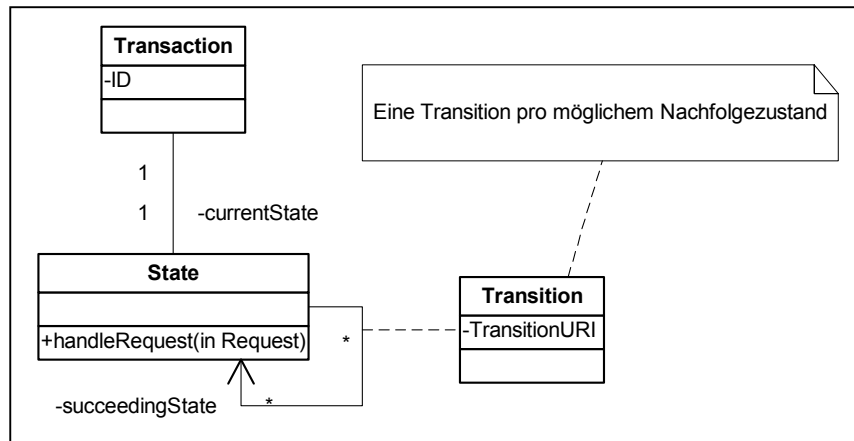 Transaction
-ID
Eine Transition pro möglichem Nachfolgezustand
1
1
-currentState
State
+handleRequest(in Request)
Transition
-TransitionURI
*
-succeedingState
*